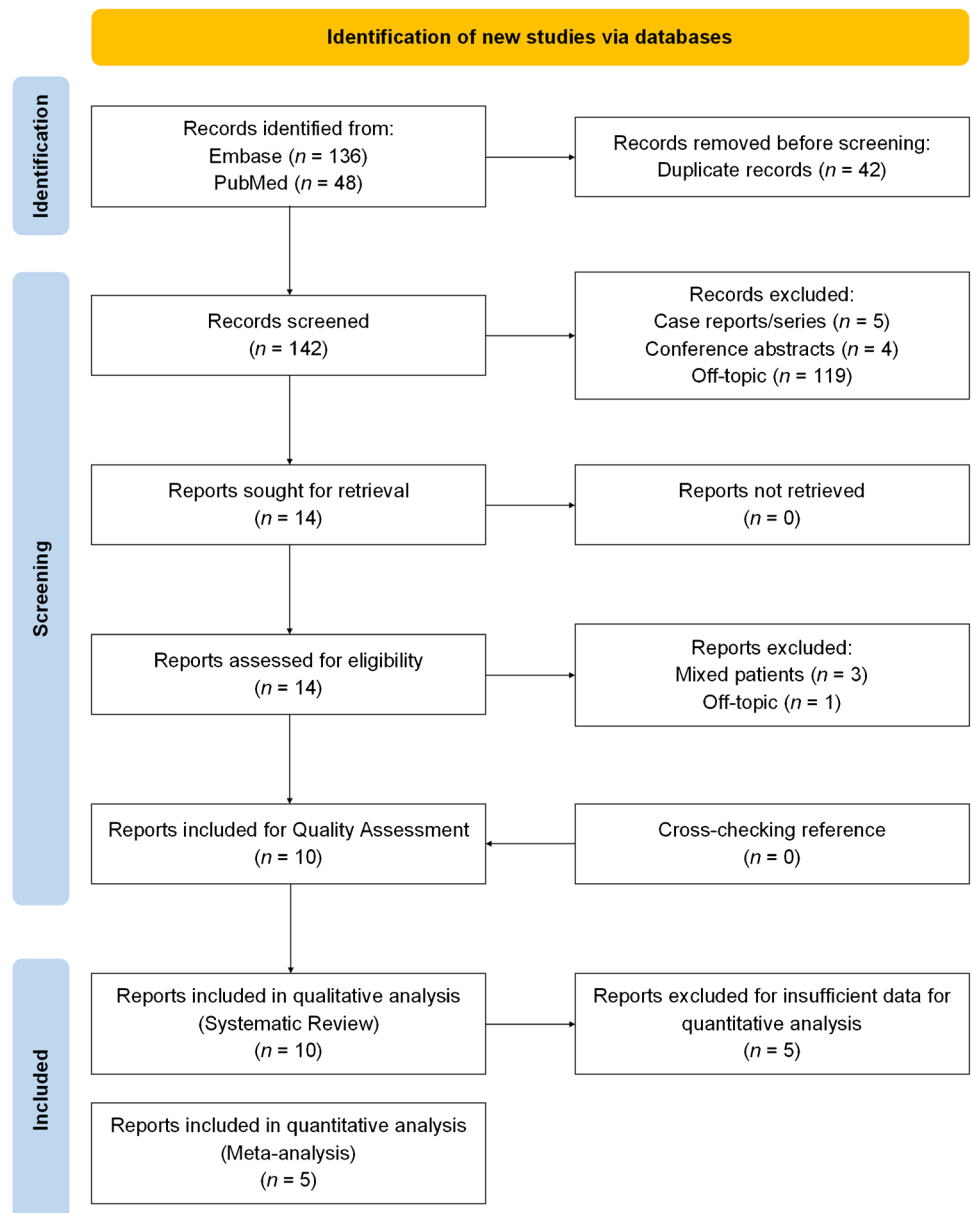 Identification of new studies via databases
Identification
Records identified from:
Embase (n = 136)
PubMed (n = 48)
Records removed before screening:
Duplicate records (n = 42)
Screening
Records screened
(n = 142)
Records excluded:
Case reports/series (n = 5)
Conference abstracts (n = 4)
Off-topic (n = 119)
Reports sought for retrieval
(n = 14)
Reports not retrieved
(n = 0)
Reports assessed for eligibility
(n = 14)
Reports excluded:
Mixed patients (n = 3)
Off-topic (n = 1)
Reports included for Quality Assessment
(n = 10)
Cross-checking reference
(n = 0)
Included
Reports included in qualitative analysis
(Systematic Review)
(n = 10)
Reports excluded for insufficient data for
quantitative analysis
(n = 5)
Reports included in quantitative analysis
(Meta-analysis)
(n = 5)